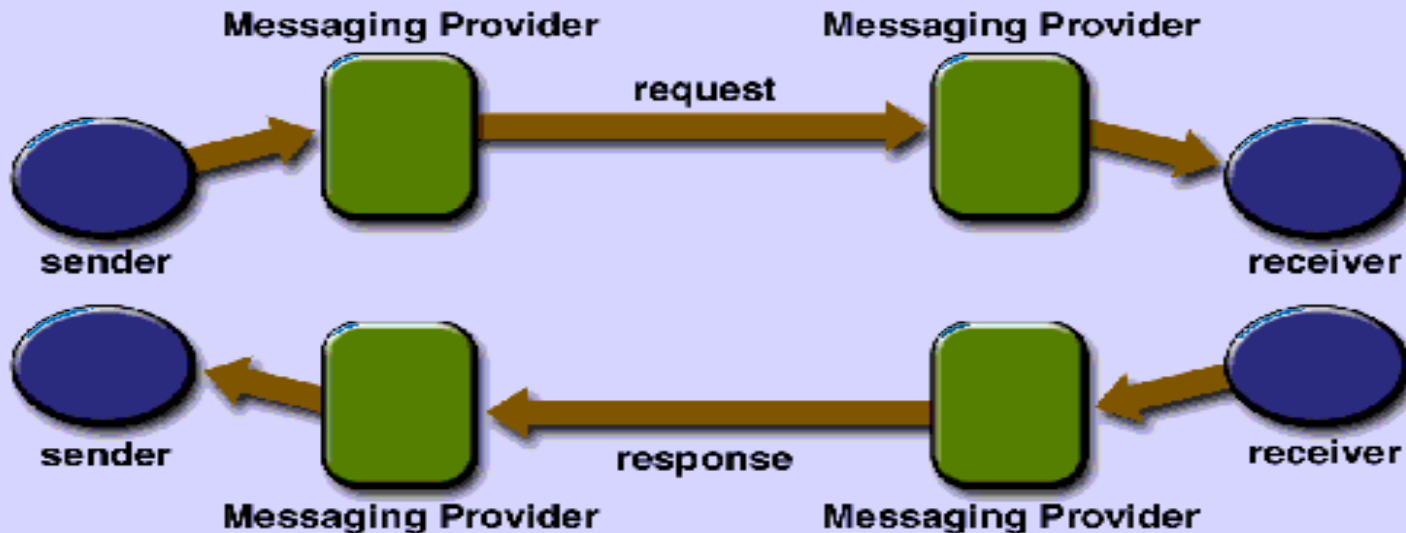 Messaging Provider
Messaging Provider
request
sender
receiver
sender
response
receiver
Messaging Provider
Messaging Provider